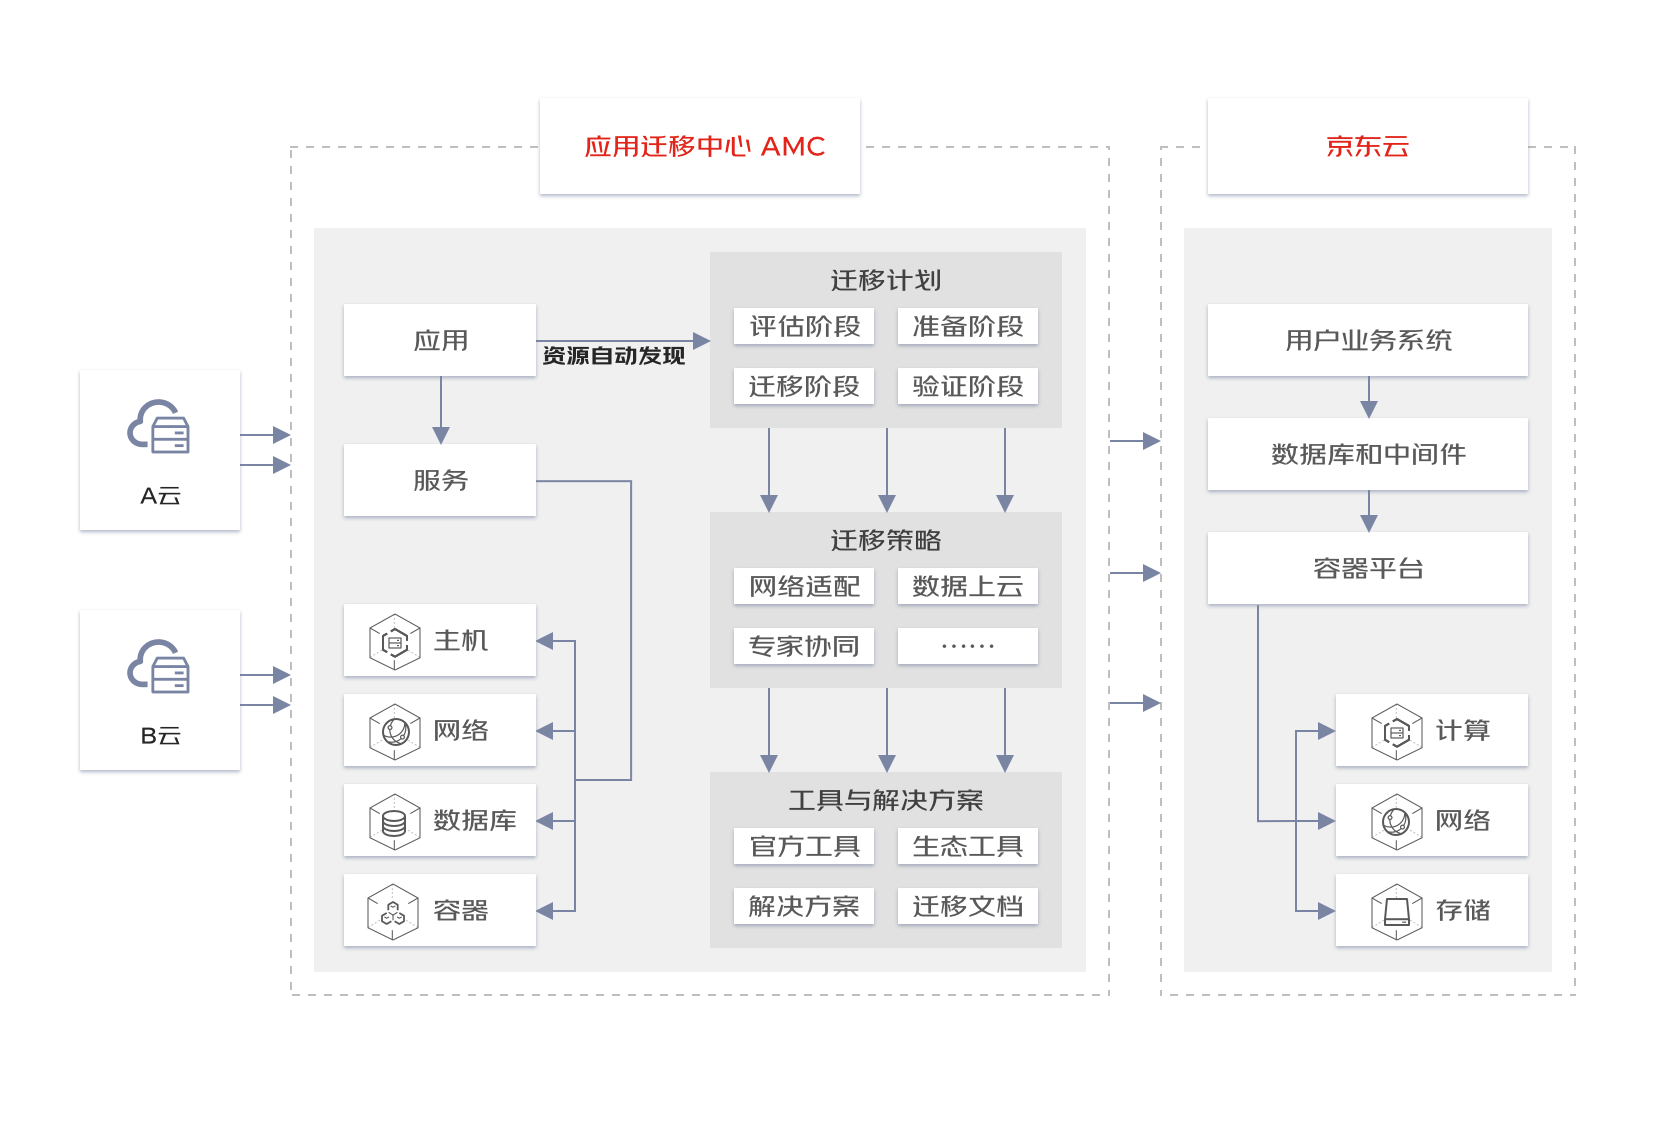 应用迁移中心 AMC
京东云
A云
B云
应用
资源自动发现
服务
主机
网络
数据库
容器
迁移计划
评估阶段
准备阶段
迁移阶段
验证阶段
迁移策略
网络适配
数据上云
专家协同
……
工具与解决方案
官方工具
生态工具
解决方案
迁移文档
用户业务系统
数据库和中间件
容器平台
计算
网络
存储